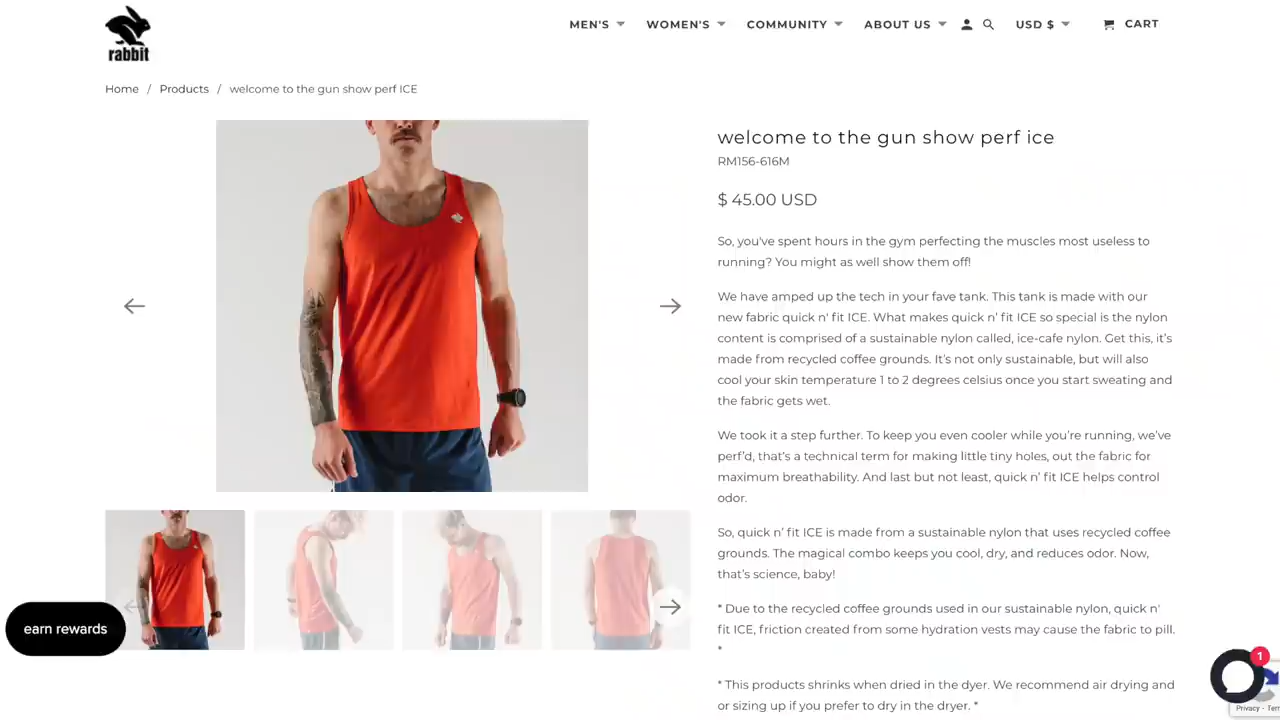 MEN'S WOMEN'S COMMUNITY ABOUT US USD $ CART
rabbit
Home / Products / welcome to the gun show perf ICE
welcome to the gun show perf ice
RM156-616M
$ 45.00 USD
So, you've spent hours in the gym perfecting the muscles most useless to
running? You might as well show them off!
We have amped up the tech in your fave tank. This tank is made with our
new fabric quick n' fit ICE. What makes quick n’ fit ICE so special is the nylon
content is comprised of a sustainable nylon called, ice-cafe nylon. Get this, it’s
made from recycled coffee grounds. It’s not only sustainable, but will also
cool your skin temperature 1 to 2 degrees celsius once you start sweating and
the fabric gets wet.
We took it a step further. To keep you even cooler while you’re running, we’ve
perf’d, that’s a technical term for making little tiny holes, out the fabric for
maximum breathability. And last but not least, quick n’ fit ICE helps control
odor.
So, quick n’ fit ICE is made from a sustainable nylon that uses recycled coffee
grounds. The magical combo keeps you cool, dry, and reduces odor. Now,
that’s science, baby!
* Due to the recycled coffee grounds used in our sustainable nylon, quick n'
fit ICE, friction created from some hydration vests may cause the fabric to pill.
*
* This products shrinks when dried in the dyer. We recommend air drying and
or sizing up if you prefer to dry in the dryer. *
earn rewards
1
Privacy - Terr